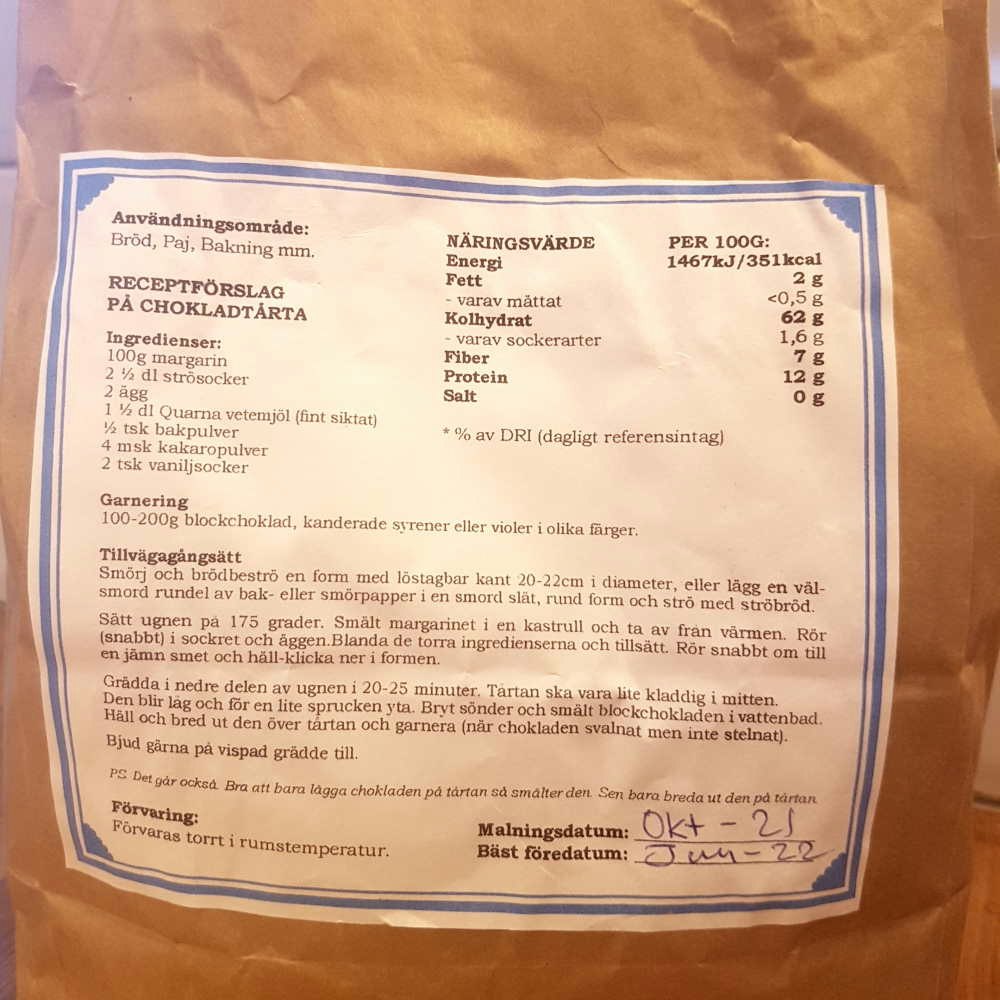 Användningsområde:
Bröd, Paj, Bakning mm.
RECEPTFÖRSLAG
PÅ CHOKLADTÅRTA
Ingredienser:
100g margarin
2 ½ dl strösocker
2 ägg
1 ½ dl Quarna vetemjöl (fint siktat)
½ tsk bakpulver
4 msk kakaropulver
2 tsk vaniljsocker
NÄRINGSVÄRDE PER 100G:
Energi 1467kJ/351kcal
Fett 2 g
- varav mättat <0,5 g
Kolhydrat 62 g
- varav sockerarter 1,6 g
Fiber 7 g
Protein 12 g
Salt 0 g
* % av DRI (dagligt referensintag)
Garnering
100-200g blockchoklad, kanderade syrener eller violer i olika färger.
Tillvägagångsätt
Smörj och brödbeströ en form med löstagbar kant 20-22cm i diameter, eller lägg en väl-
smord rundel av bak- eller smörpapper i en smord slät, rund form och strö med ströbröd.
Sätt ugnen på 175 grader. Smält margarinet i en kastrull och ta av från värmen. Rör
(snabbt) i sockret och äggen.Blanda de torra ingredienserna och tillsätt. Rör snabbt om till
en jämn smet och häll-klicka ner i formen.
Grädda i nedre delen av ugnen i 20-25 minuter. Tårtan ska vara lite kladdig i mitten.
Den blir låg och för en lite sprucken yta. Bryt sönder och smält blockchokladen i vattenbad.
Häll och bred ut den över tårtan och garnera (når chokladen svalnat men inte stelnat).
Bjud gärna på vispad grädde till.
PS. Det går också. Bra att bara lägga chokladen på tårtan så smälter den. Sen bara breda ut den på tårtan
Förvaring:
Förvaras torrt i rumstemperatur.
Malningsdatum: Okt - 21
Bäst föredatum: Jun - 22